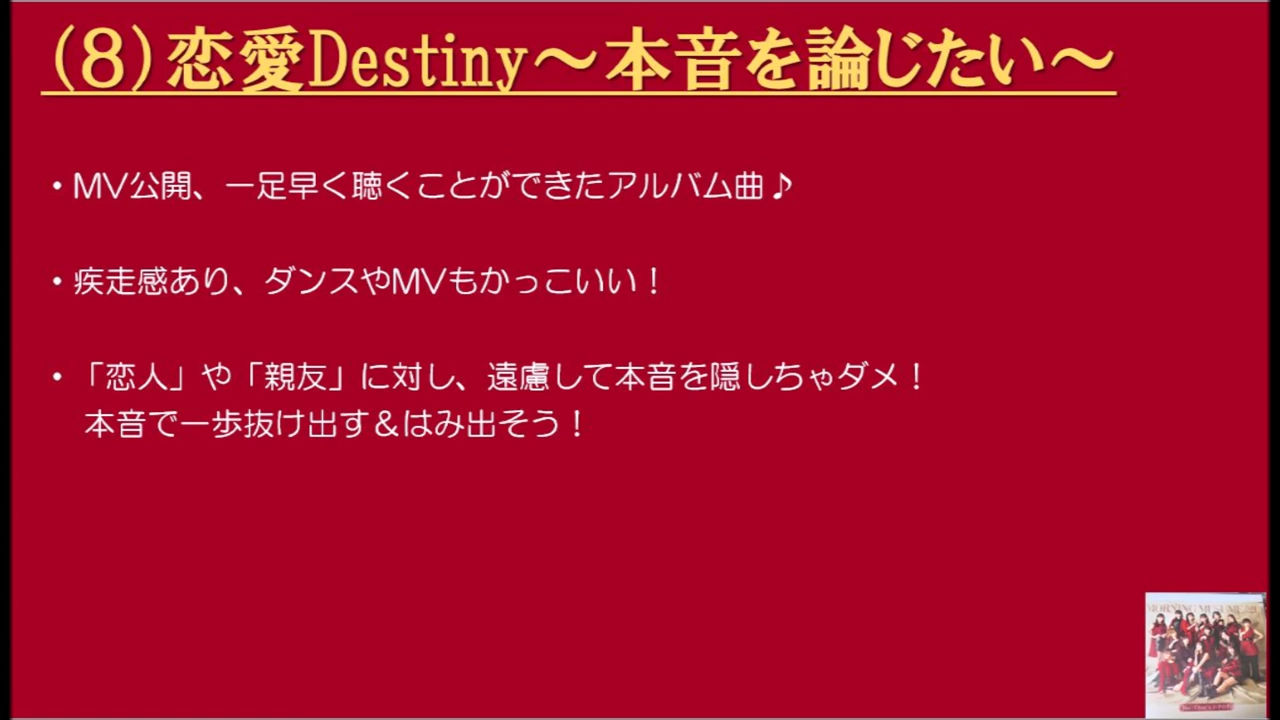 (8)恋愛Destiny～本音を論じたい～
・MV公開、一足早く聴くことができたアルバム曲♪
・疾走感あり、ダンスやMVもかっこいい！
・「恋人」や「親友」に対し、遠慮して本音を隠しちゃダメ！
本音で一歩抜け出す＆はみ出そう！